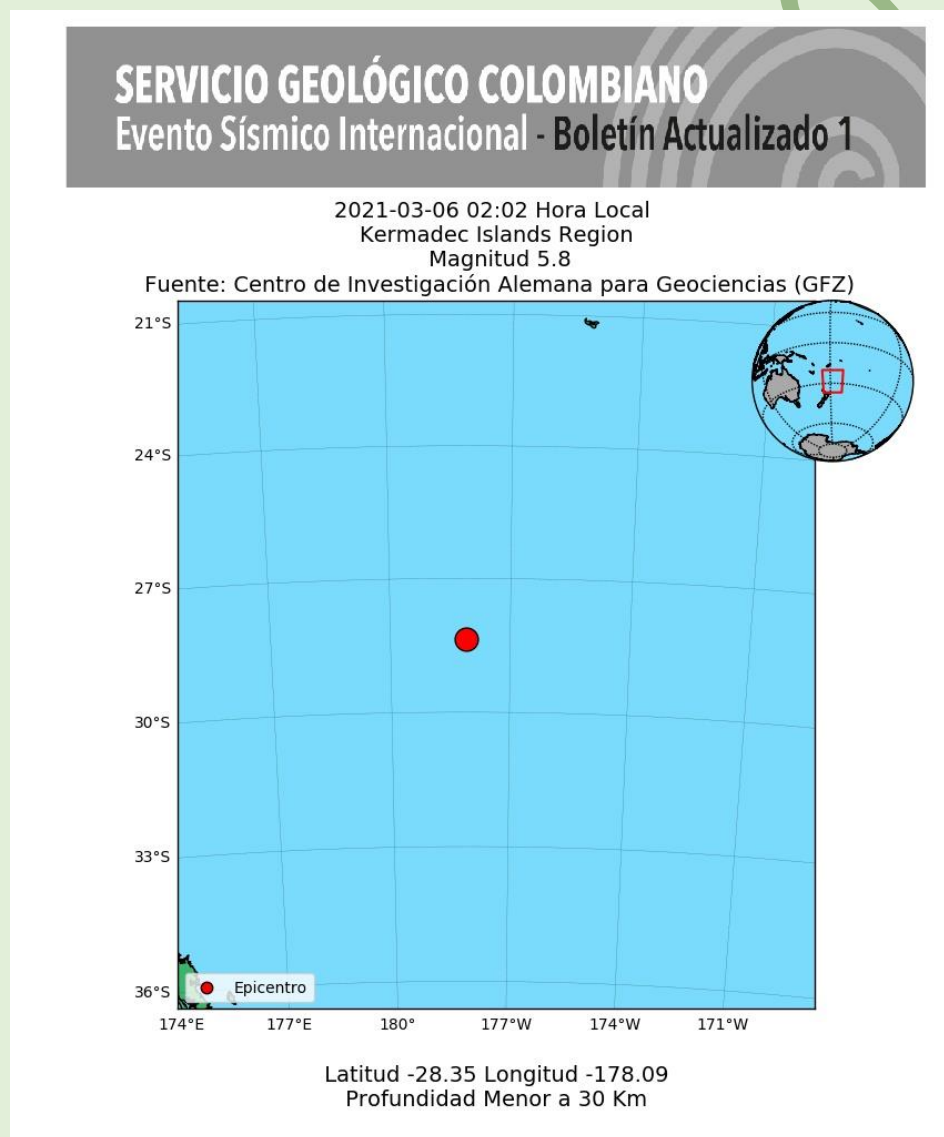 SERVICIO GEOLÓGICO COLOMBIANO
Evento Sísmico Internacional - Boletín Actualizado 1
2021-03-06 02:02 Hora Local
Kermadec Islands Region
Magnitud 5.8
Fuente: Centro de Investigación Alemana para Geociencias (GFZ)
21°S
24°S
27°S
30°S
33°S
36°S
Epicentro
174°E 177°E 180° 177°W 174°W 171°W
Latitud -28.35 Longitud -178.09
Profundidad Menor a 30 Km